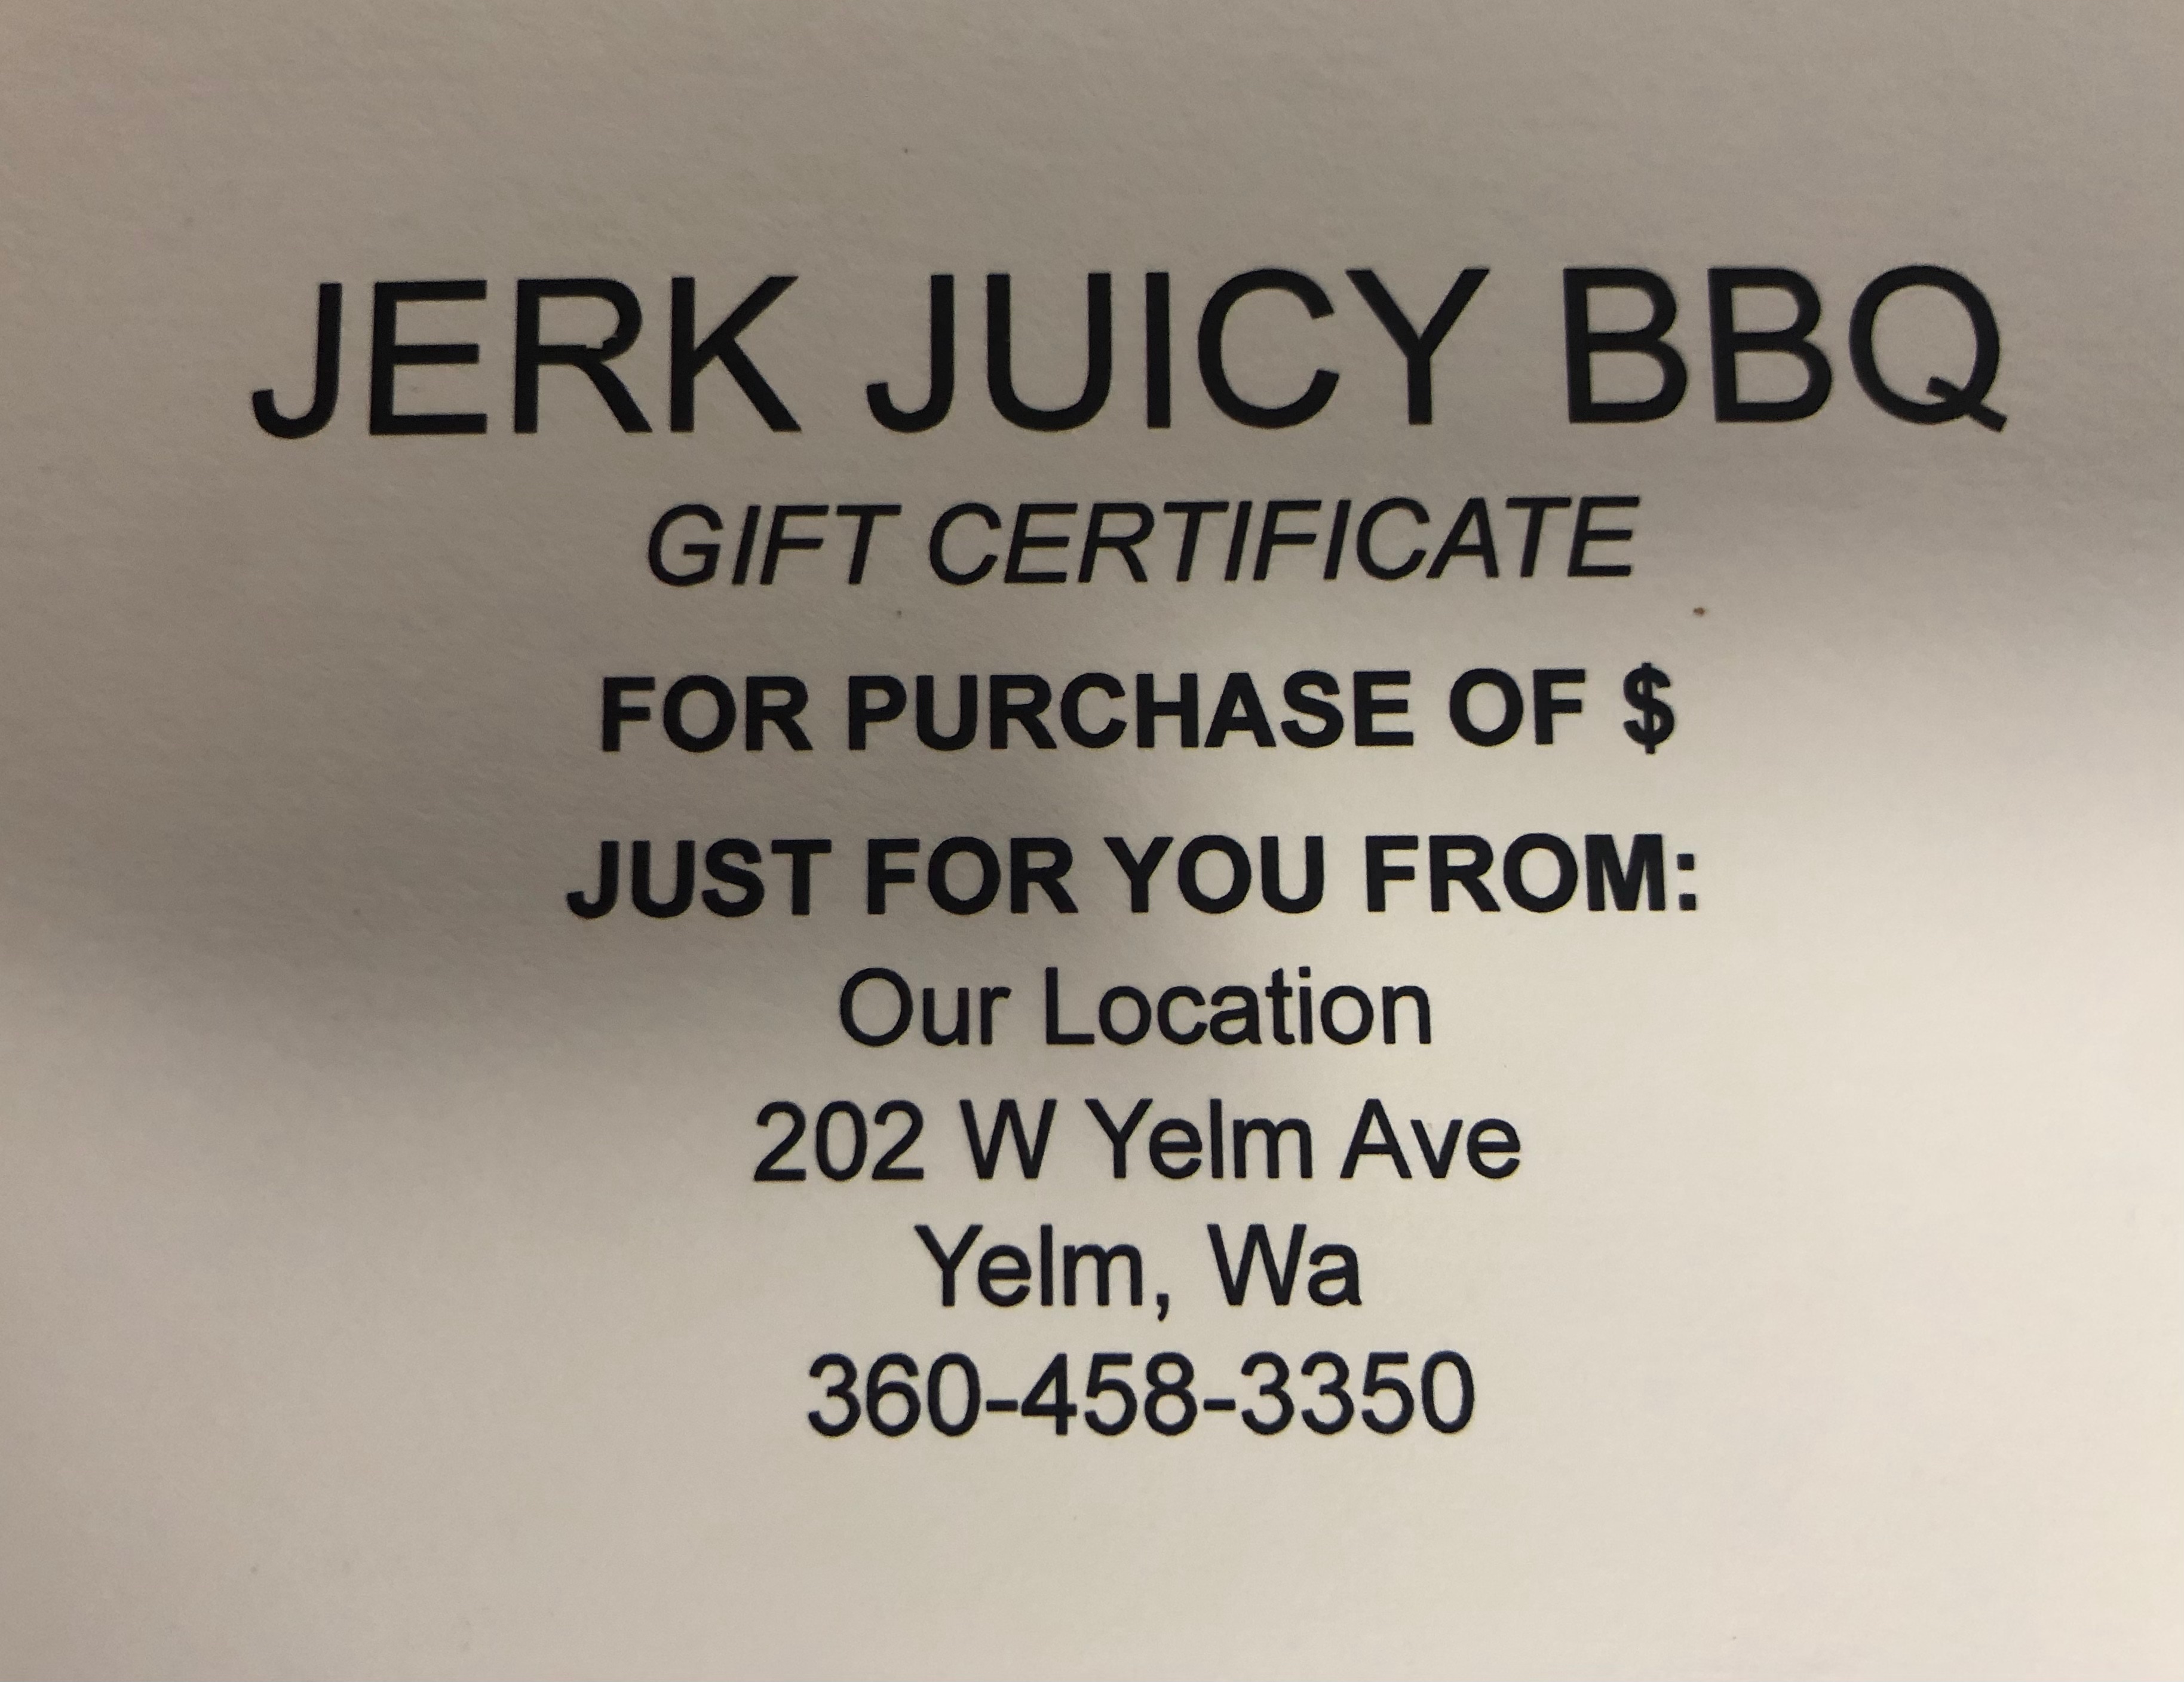 JERK JUICY BBQ
GIFT CERTIFICATE
FOR PURCHASE OF $
JUST FOR YOU FROM:
Our Location
202 W Yelm Ave
Yelm, Wa
360-458-3350